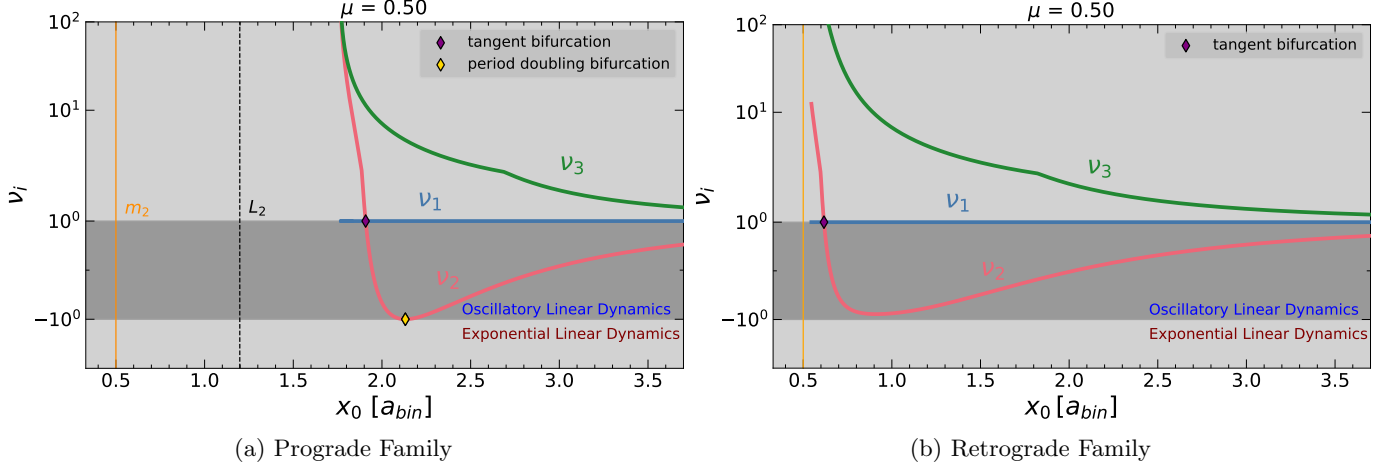 μ = 0.50
tangent bifurcation
period doubling bifurcation
10²
10¹
10⁰
−10⁰
νᵢ
m₂
L₂
ν₃
ν₁
ν₂
Oscillatory Linear Dynamics
Exponential Linear Dynamics
0.5 1.0 1.5 2.0 2.5 3.0 3.5
x₀ [a_bin]
(a) Prograde Family
μ = 0.50
tangent bifurcation
10²
10¹
10⁰
−10⁰
νᵢ
ν₃
ν₁
ν₂
Oscillatory Linear Dynamics
Exponential Linear Dynamics
0.5 1.0 1.5 2.0 2.5 3.0 3.5
x₀ [a_bin]
(b) Retrograde Family